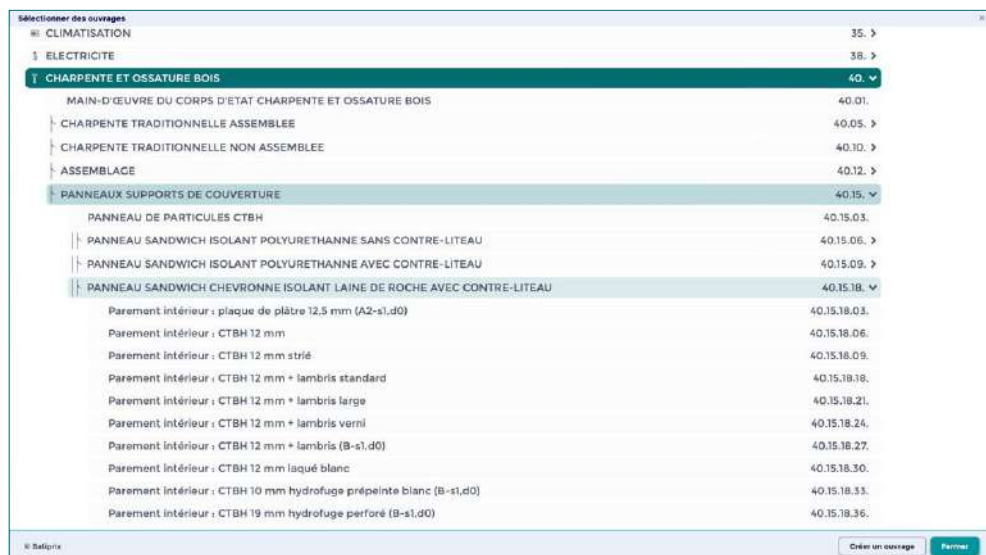 Sélectionner des ouvrages
CLIMATISATION 35.
ELECTRICITE 38.
CHARPENTE ET OSSATURE BOIS 40.
MAIN-D'ŒUVRE DU CORPS D'ETAT CHARPENTE ET OSSATURE BOIS 40.01.
CHARPENTE TRADITIONNELLE ASSEMBLEE 40.05.
CHARPENTE TRADITIONNELLE NON ASSEMBLEE 40.10.
ASSEMBLAGE 40.12.
PANNEAUX SUPPORTS DE COUVERTURE 40.15.
PANNEAU DE PARTICULES CTBH 40.15.03.
PANNEAU SANDWICH ISOLANT POLYURETHANNE SANS CONTRE-LITEAU 40.15.06.
PANNEAU SANDWICH ISOLANT POLYURETHANNE AVEC CONTRE-LITEAU 40.15.09.
PANNEAU SANDWICH CHEVRONNE ISOLANT LAINE DE ROCHE AVEC CONTRE-LITEAU 40.15.18.
Parement intérieur : plaque de plâtre 12,5 mm (A2-s1,d0) 40.15.18.03.
Parement intérieur : CTBH 12 mm 40.15.18.06.
Parement intérieur : CTBH 12 mm strié 40.15.18.09.
Parement intérieur : CTBH 12 mm + lambris standard 40.15.18.18.
Parement intérieur : CTBH 12 mm + lambris large 40.15.18.21.
Parement intérieur : CTBH 12 mm + lambris verni 40.15.18.24.
Parement intérieur : CTBH 12 mm + lambris (B-s1,d0) 40.15.18.27.
Parement intérieur : CTBH 12 mm laqué blanc 40.15.18.30.
Parement intérieur : CTBH 10 mm hydrofuge prépeinte blanc (B-s1,d0) 40.15.18.33.
Parement intérieur : CTBH 19 mm hydrofuge perforé (B-s1,d0) 40.15.18.36.
© Batiprix Créer un ouvrage Fermer